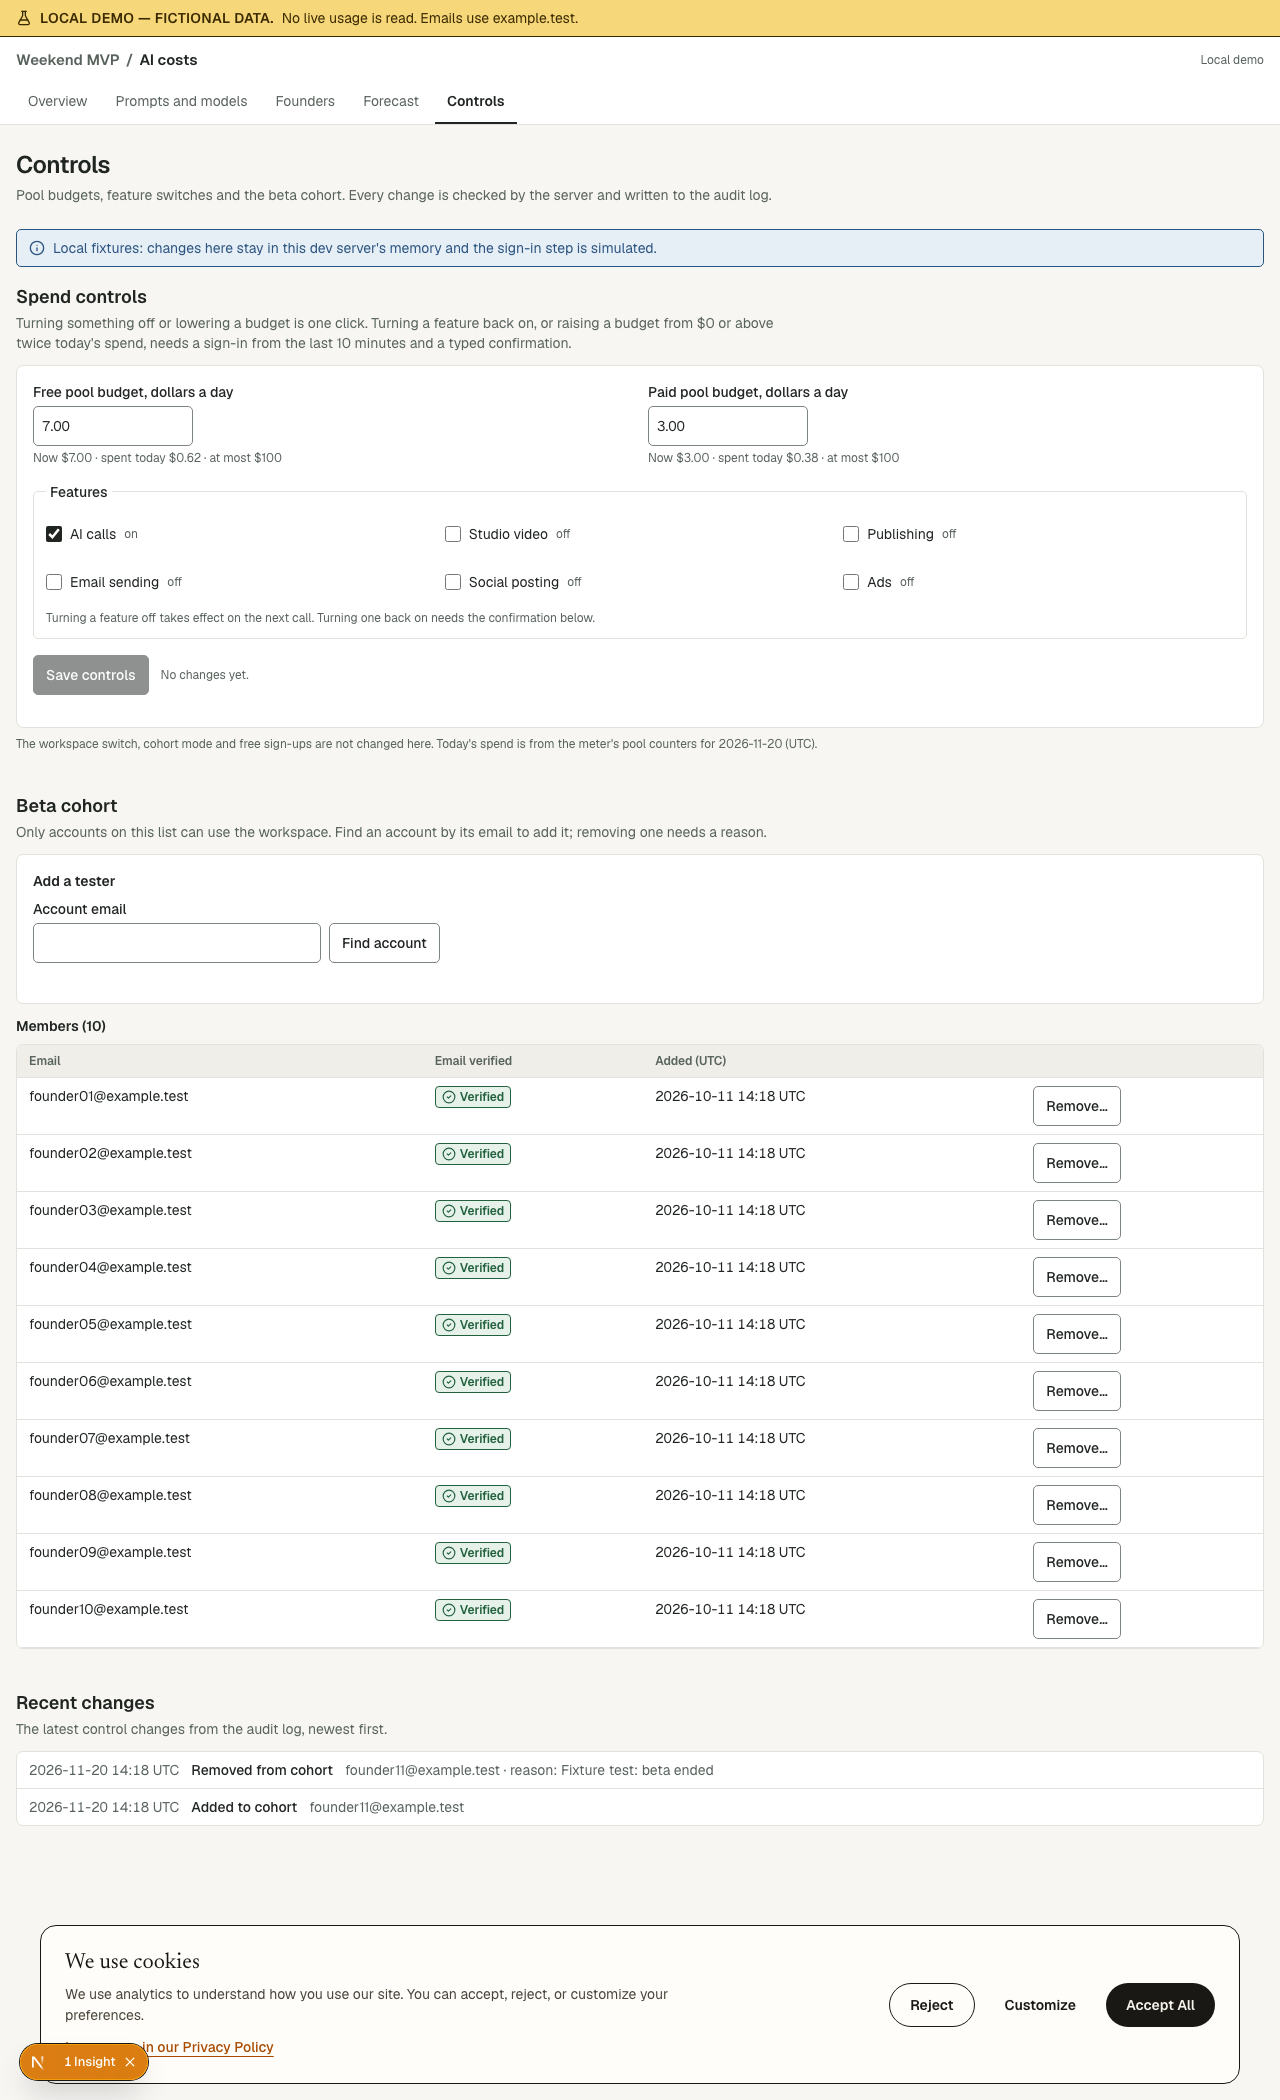 LOCAL DEMO — FICTIONAL DATA. No live usage is read. Emails use example.test.
Weekend MVP / AI costs
Local demo
Overview Prompts and models Founders Forecast Controls
Controls
Pool budgets, feature switches and the beta cohort. Every change is checked by the server and written to the audit log.
Local fixtures: changes here stay in this dev server's memory and the sign-in step is simulated.
Spend controls
Turning something off or lowering a budget is one click. Turning a feature back on, or raising a budget from $0 or above
twice today's spend, needs a sign-in from the last 10 minutes and a typed confirmation.
Free pool budget, dollars a day
7.00
Now $7.00 · spent today $0.62 · at most $100
Paid pool budget, dollars a day
3.00
Now $3.00 · spent today $0.38 · at most $100
Features
AI calls on
Studio video off
Publishing off
Email sending off
Social posting off
Ads off
Turning a feature off takes effect on the next call. Turning one back on needs the confirmation below.
Save controls
No changes yet.
The workspace switch, cohort mode and free sign-ups are not changed here. Today's spend is from the meter's pool counters for 2026-11-20 (UTC).
Beta cohort
Only accounts on this list can use the workspace. Find an account by its email to add it; removing one needs a reason.
Add a tester
Account email
Find account
Members (10)
Email Email verified Added (UTC)
founder01@example.test Verified 2026-10-11 14:18 UTC Remove…
founder02@example.test Verified 2026-10-11 14:18 UTC Remove…
founder03@example.test Verified 2026-10-11 14:18 UTC Remove…
founder04@example.test Verified 2026-10-11 14:18 UTC Remove…
founder05@example.test Verified 2026-10-11 14:18 UTC Remove…
founder06@example.test Verified 2026-10-11 14:18 UTC Remove…
founder07@example.test Verified 2026-10-11 14:18 UTC Remove…
founder08@example.test Verified 2026-10-11 14:18 UTC Remove…
founder09@example.test Verified 2026-10-11 14:18 UTC Remove…
founder10@example.test Verified 2026-10-11 14:18 UTC Remove…
Recent changes
The latest control changes from the audit log, newest first.
2026-11-20 14:18 UTC Removed from cohort founder11@example.test · reason: Fixture test: beta ended
2026-11-20 14:18 UTC Added to cohort founder11@example.test
We use cookies
We use analytics to understand how you use our site. You can accept, reject, or customize your
preferences.
in our Privacy Policy
Reject
Customize
Accept All
N 1 Insight